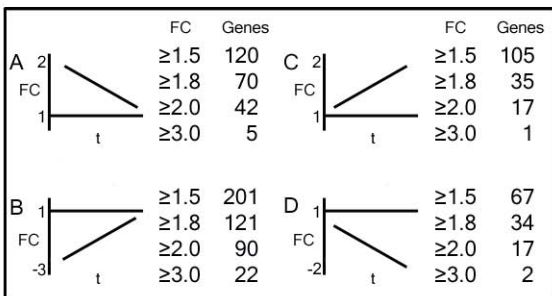 FC Genes
A 2 ≥1.5 120
FC ≥1.8 70
1 ≥2.0 42
t ≥3.0 5
FC Genes
C 2 ≥1.5 105
FC ≥1.8 35
1 ≥2.0 17
t ≥3.0 1
B 1 ≥1.5 201
FC ≥1.8 121
≥2.0 90
-3 t ≥3.0 22
D 1 ≥1.5 67
FC ≥1.8 34
≥2.0 17
-2 t ≥3.0 2